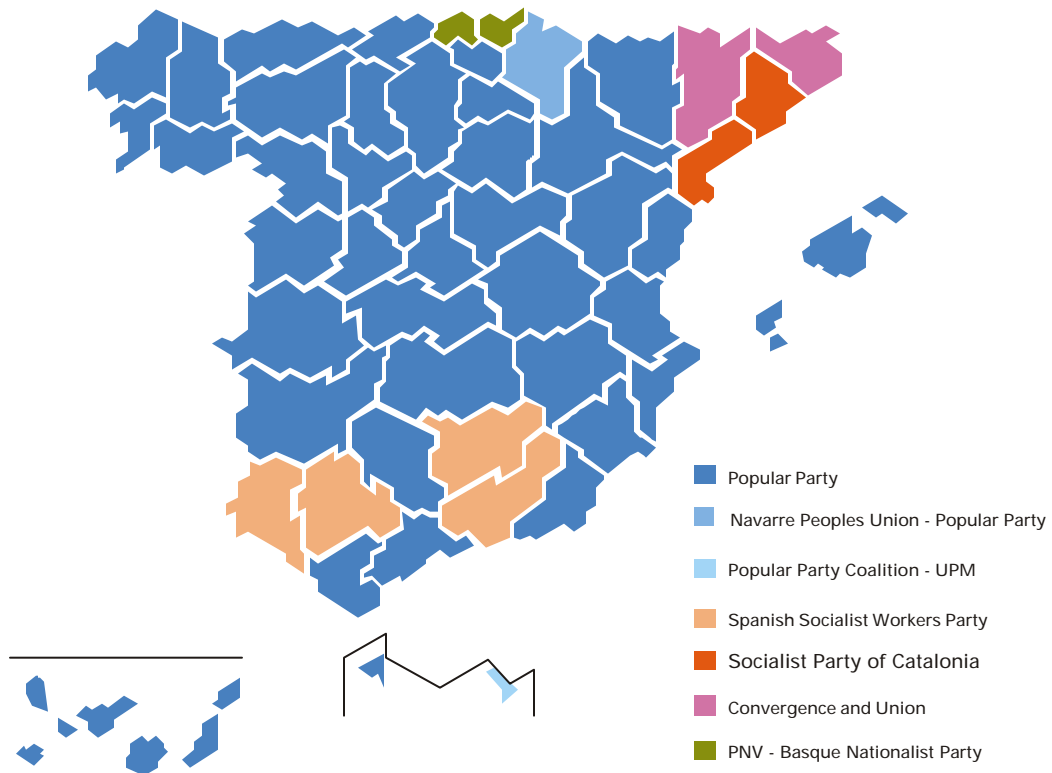 Popular Party
Navarre Peoples Union - Popular Party
Popular Party Coalition - UPM
Spanish Socialist Workers Party
Socialist Party of Catalonia
Convergence and Union
PNV - Basque Nationalist Party